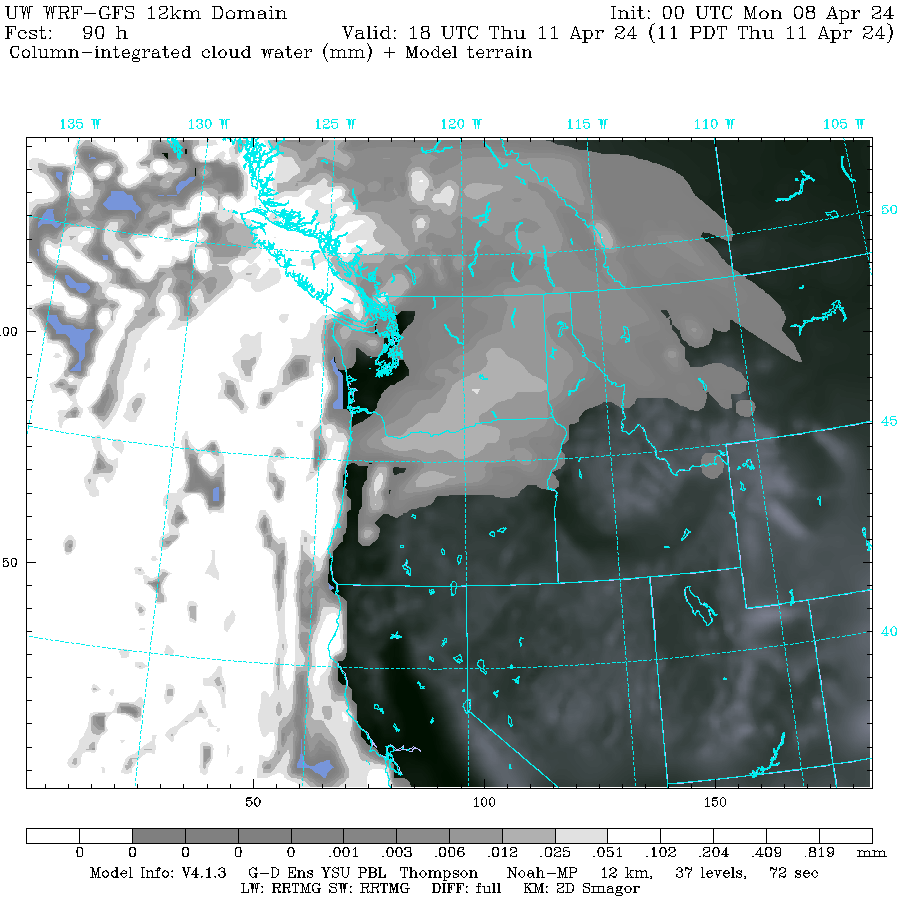 UW WRF-GFS 12km Domain Init: 00 UTC Mon 08 Apr 24
Fcst: 90 h Valid: 18 UTC Thu 11 Apr 24 (11 PDT Thu 11 Apr 24)
Column-integrated cloud water (mm) + Model terrain
135 W 130 W 125 W 120 W 115 W 110 W 105 W
50
00
45
50
40
50 100 150
0 0 0 0 0 .001 .003 .006 .012 .025 .051 .102 .204 .409 .819 mm
Model Info: V4.1.3 G-D Ens YSU PBL Thompson Noah-MP 12 km, 37 levels, 72 sec
LW: RRTMG SW: RRTMG DIFF: full KM: 2D Smagor